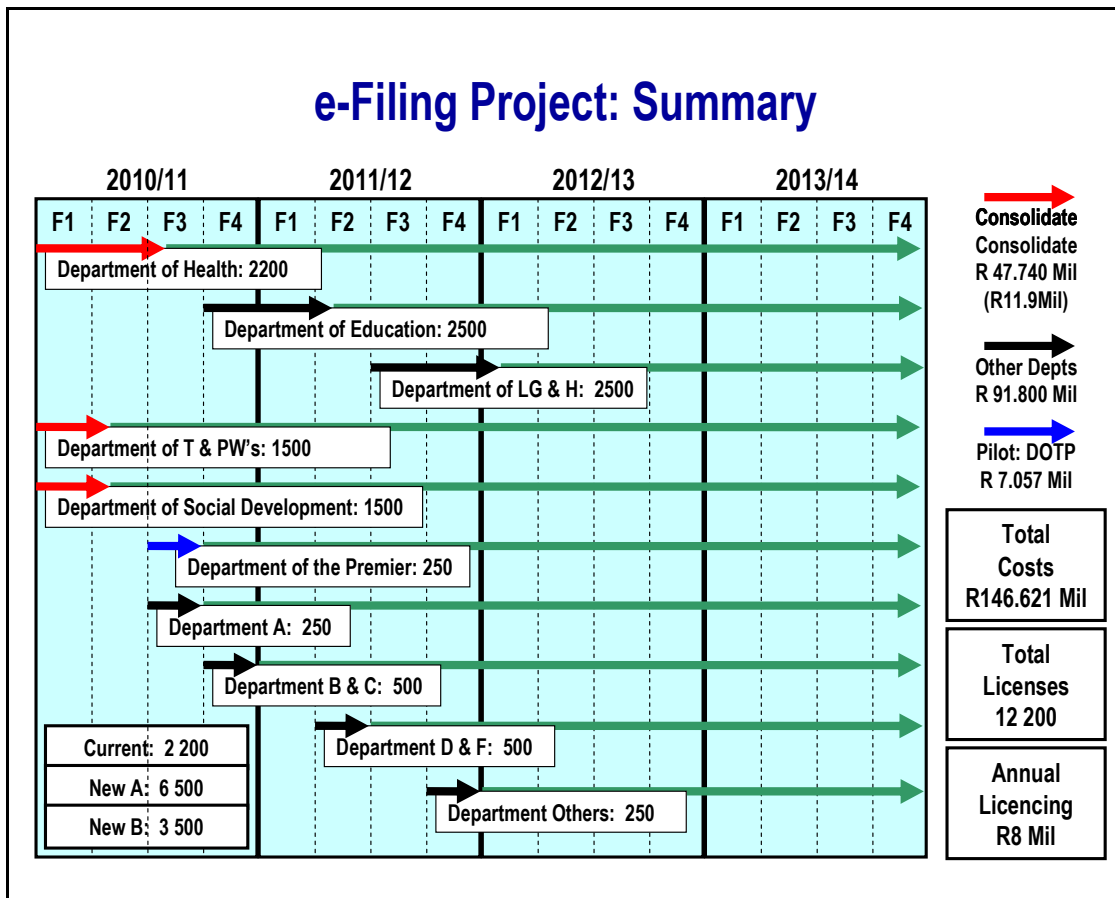 e-Filing Project: Summary
2010/11 2011/12 2012/13 2013/14
F1 F2 F3 F4 F1 F2 F3 F4 F1 F2 F3 F4 F1 F2 F3 F4
Department of Health: 2200
Department of Education: 2500
Department of LG & H: 2500
Department of T & PW's: 1500
Department of Social Development: 1500
Department of the Premier: 250
Department A: 250
Department B & C: 500
Department D & F: 500
Department Others: 250
Current: 2 200
New A: 6 500
New B: 3 500
Consolidate
Consolidate
R 47.740 Mil
(R11.9Mil)
Other Depts
R 91.800 Mil
Pilot: DOTP
R 7.057 Mil
Total
Costs
R146.621 Mil
Total
Licenses
12 200
Annual
Licencing
R8 Mil